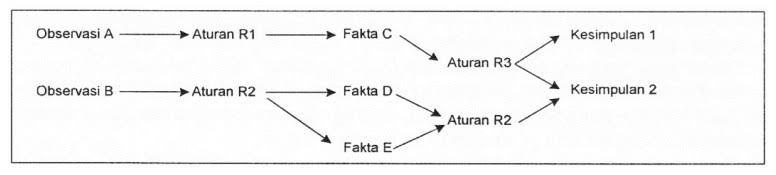 Observasi A Aturan R1 Fakta C Kesimpulan 1
Aturan R3
Observasi B Aturan R2 Fakta D Kesimpulan 2
Aturan R2
Fakta E